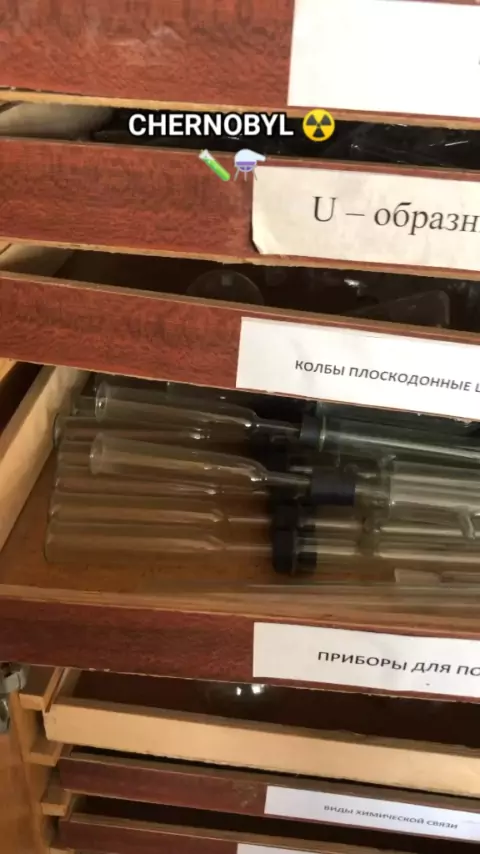 CHERNOBYL ☢️
🧪⚗️
U – образн
КОЛБЫ ПЛОСКОДОННЫЕ
ПРИБОРЫ ДЛЯ ПО
ВИДЫ ХИМИЧЕСКОЙ СВЯЗИ